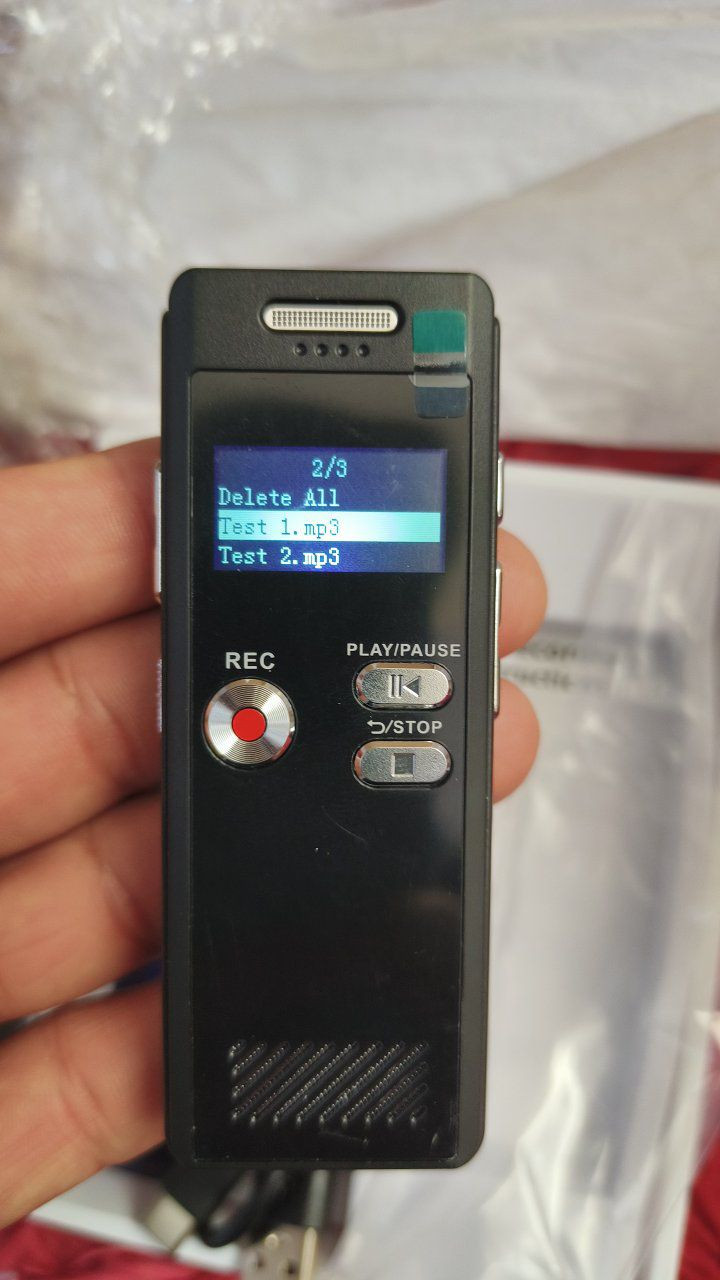 2/3
Delete All
Test 1.mp3
Test 2.mp3
REC
PLAY/PAUSE
/STOP